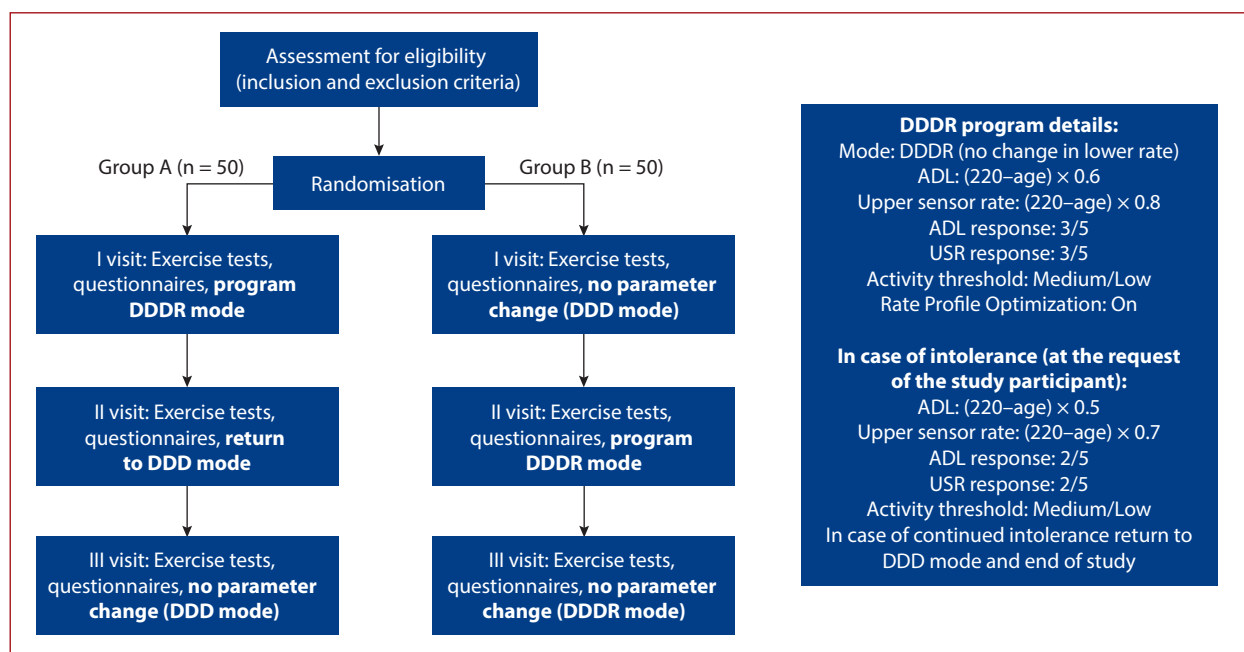 Assessment for eligibility
(inclusion and exclusion criteria)
Group A (n = 50)
Randomisation
Group B (n = 50)
I visit: Exercise tests,
questionnaires, program
DDDR mode
I visit: Exercise tests,
questionnaires, no parameter
change (DDD mode)
II visit: Exercise tests,
questionnaires, return
to DDD mode
II visit: Exercise tests,
questionnaires, program
DDDR mode
III visit: Exercise tests,
questionnaires, no parameter
change (DDD mode)
III visit: Exercise tests,
questionnaires, no parameter
change (DDDR mode)
DDDR program details:
Mode: DDDR (no change in lower rate)
ADL: (220–age) × 0.6
Upper sensor rate: (220–age) × 0.8
ADL response: 3/5
USR response: 3/5
Activity threshold: Medium/Low
Rate Profile Optimization: On
In case of intolerance (at the request
of the study participant):
ADL: (220–age) × 0.5
Upper sensor rate: (220–age) × 0.7
ADL response: 2/5
USR response: 2/5
Activity threshold: Medium/Low
In case of continued intolerance return to
DDD mode and end of study